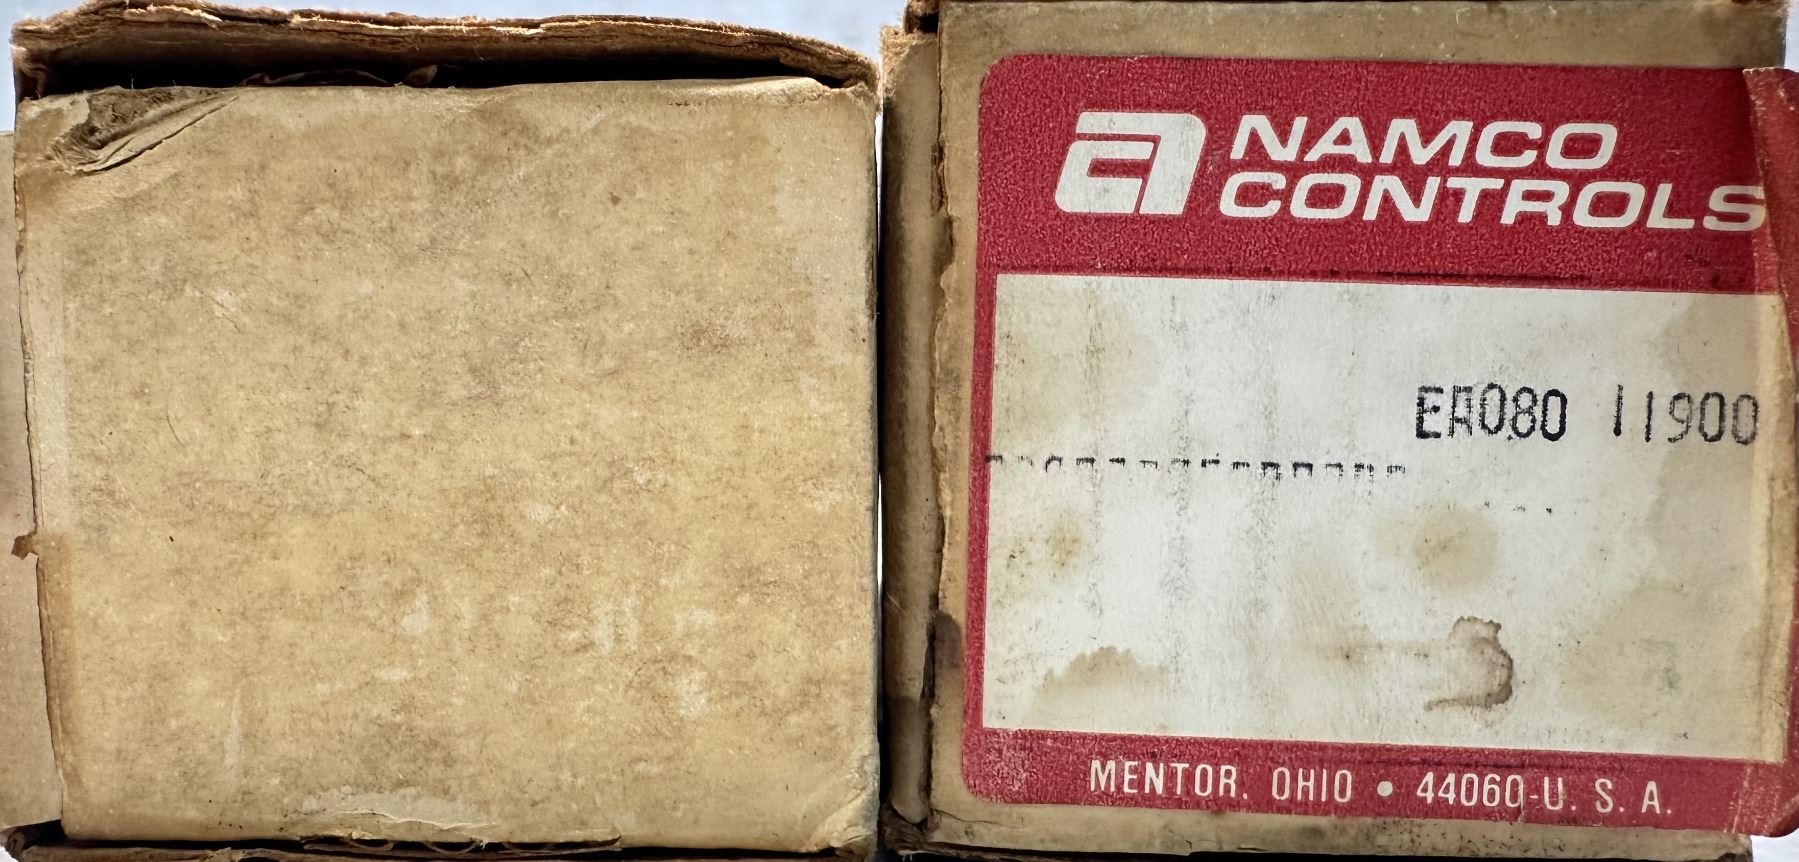 NAMCO
CONTROLS
EA080 11900
MENTOR. OHIO • 44060-U. S. A.